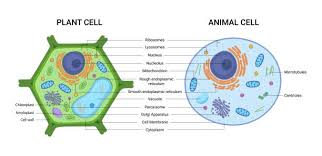 PLANT CELL
ANIMAL CELL
Ribosomes
Lysosomes
Nucleus
Nucleolus
Mitochondion
Rough endoplasmic
reticulum
Smooth endoplasmic reticulum
Vacuole
Peroxisome
Golgi Apparatus
Cell Membrane
Cytoplasm
Chloroplast
Amyloplast
Cell wall
Microtubules
Centrioles